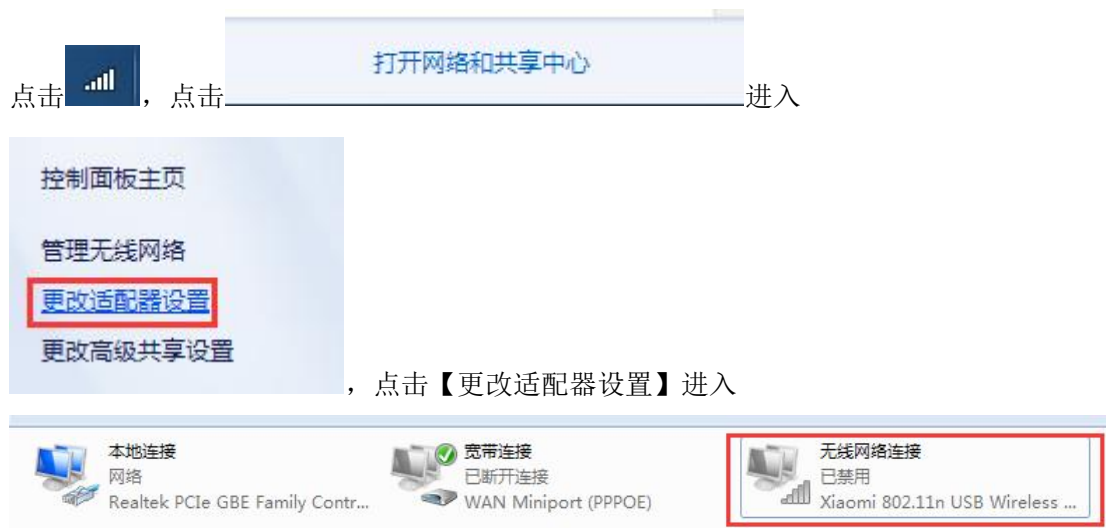 打开网络和共享中心
点击，点击进入
控制面板主页
管理无线网络
更改适配器设置
更改高级共享设置
，点击【更改适配器设置】进入
本地连接
网络
Realtek PCIe GBE Family Contr...
宽带连接
已断开连接
WAN Miniport (PPPOE)
无线网络连接
已禁用
Xiaomi 802.11n USB Wireless ...